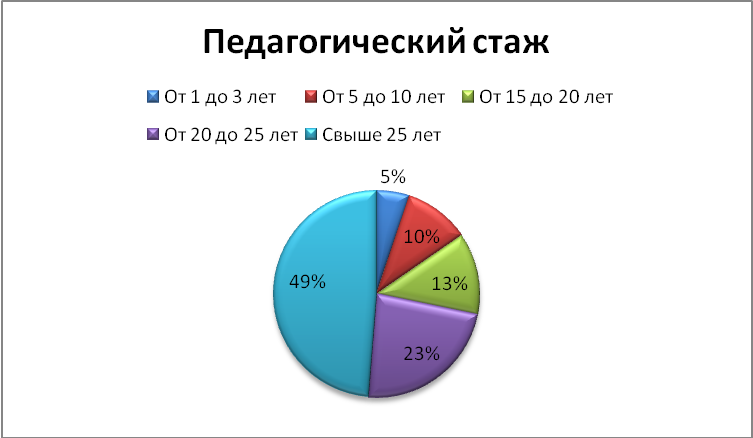 Педагогический стаж
От 1 до 3 лет От 5 до 10 лет От 15 до 20 лет
От 20 до 25 лет Свыше 25 лет
5%
10%
13%
49%
23%